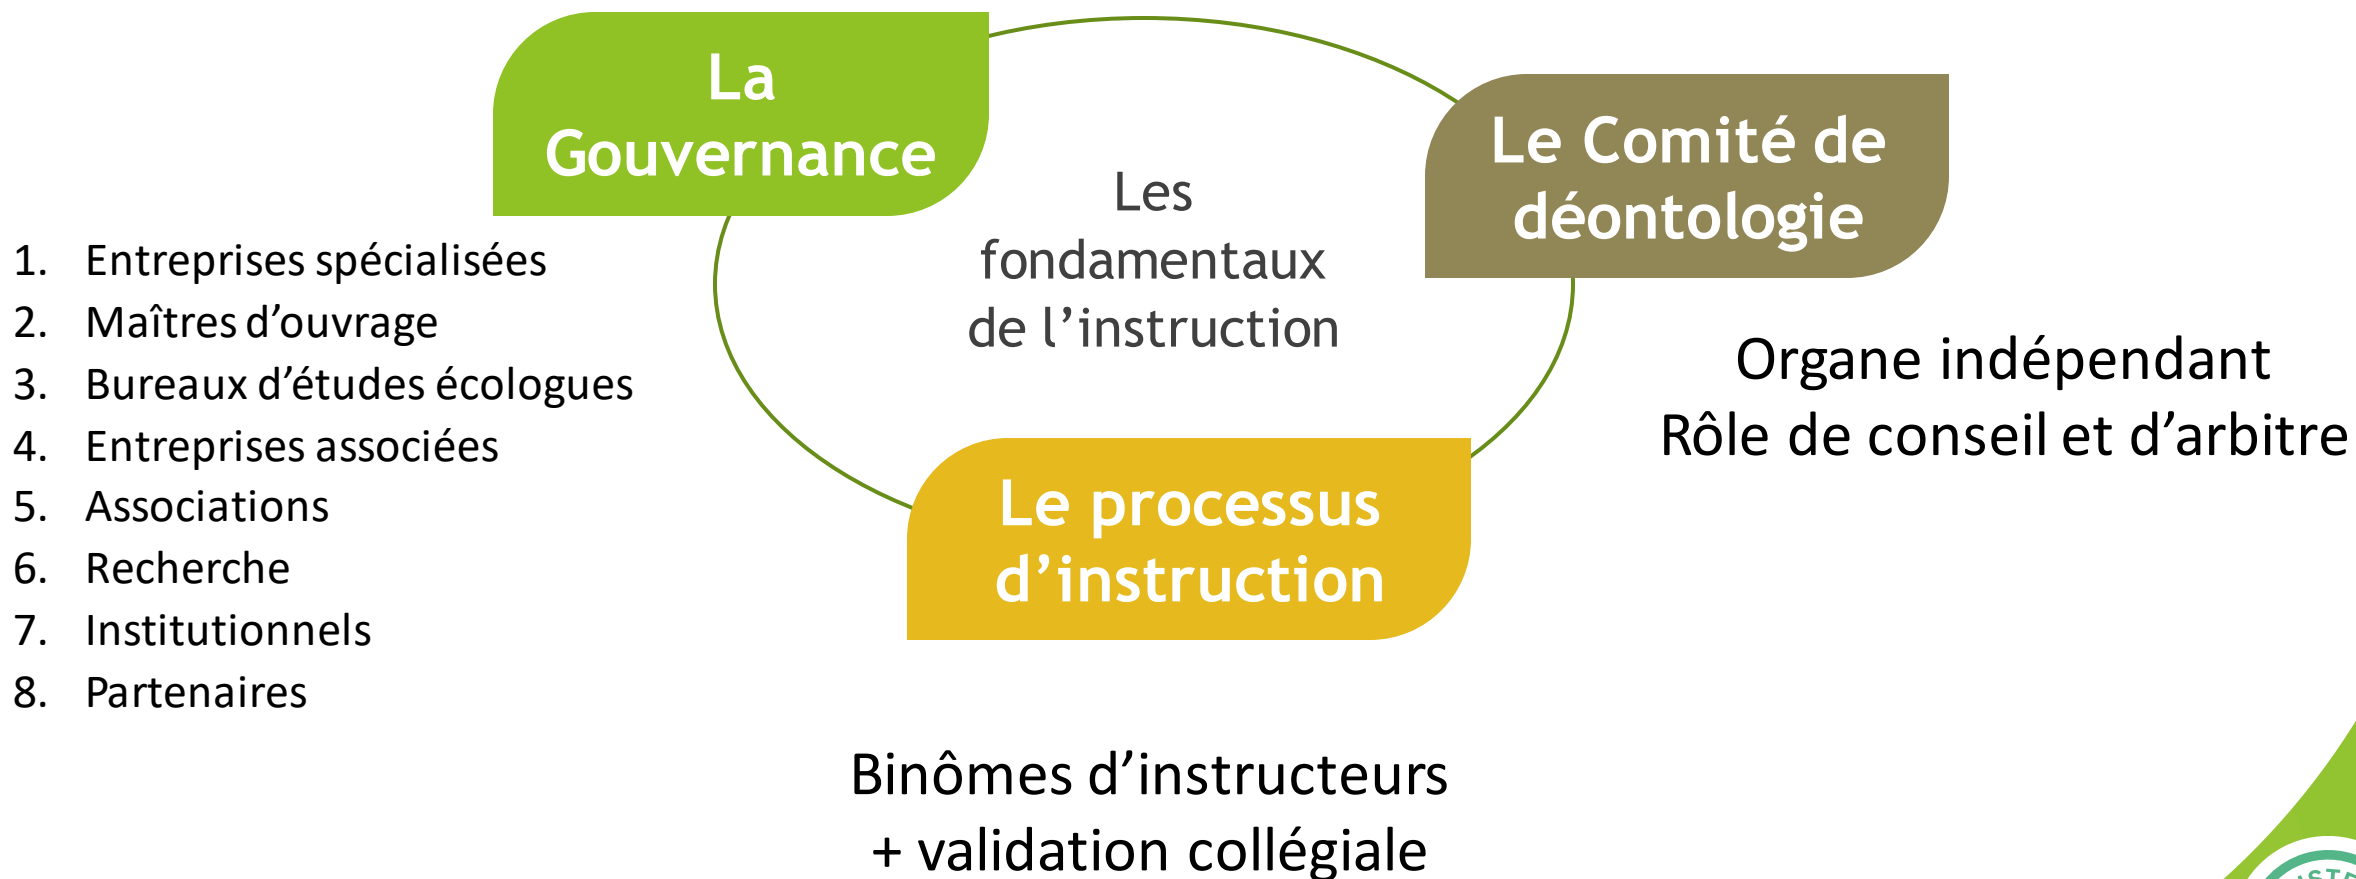 La
Gouvernance
Le Comité de
déontologie
Les
fondamentaux
de l’instruction
1. Entreprises spécialisées
2. Maîtres d’ouvrage
3. Bureaux d’études écologues
4. Entreprises associées
5. Associations
6. Recherche
7. Institutionnels
8. Partenaires
Organe indépendant
Rôle de conseil et d’arbitre
Le processus
d’instruction
Binômes d’instructeurs
+ validation collégiale